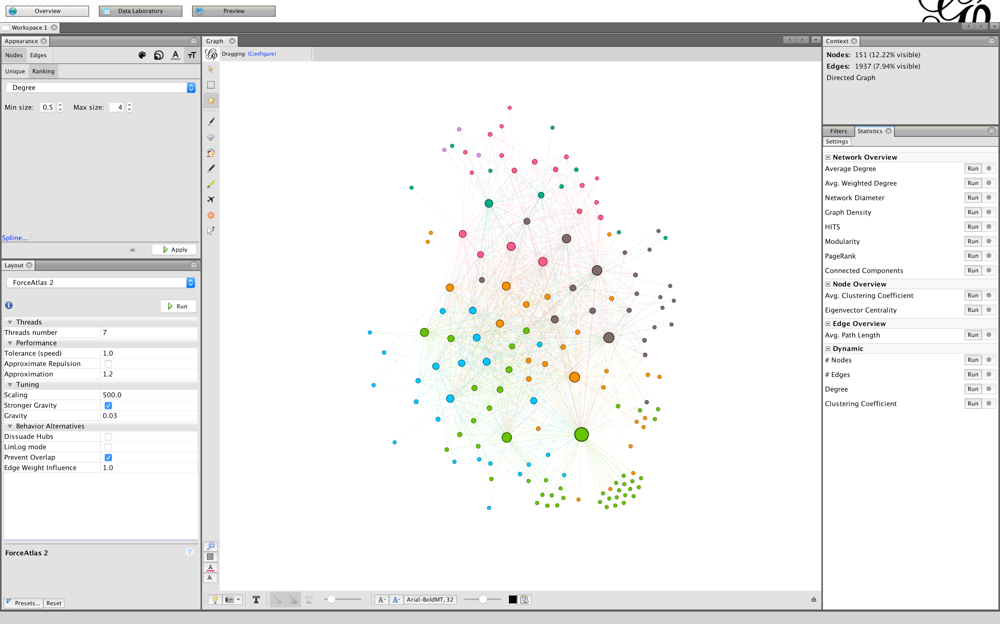 Overview
Data Laboratory
Preview
Workspace 1
Appearance
Nodes Edges
Unique Ranking
Degree
Min size: 0.5 Max size: 4
Spline...
Apply
Layout
ForceAtlas 2
Run
Threads
Threads number 7
Performance
Tolerance (speed) 1.0
Approximate Repulsion
Approximation 1.2
Tuning
Scaling 500.0
Stronger Gravity
Gravity 0.03
Behavior Alternatives
Dissuade Hubs
LinLog mode
Prevent Overlap
Edge Weight Influence 1.0
ForceAtlas 2
?
Presets... Reset
Graph
Dragging (Configure)
Arial-BoldMT, 32
Context
Nodes: 151 (12.22% visible)
Edges: 1937 (7.94% visible)
Directed Graph
Filters Statistics
Settings
Network Overview
Average Degree Run
Avg. Weighted Degree Run
Network Diameter Run
Graph Density Run
HITS Run
Modularity Run
PageRank Run
Connected Components Run
Node Overview
Avg. Clustering Coefficient Run
Eigenvector Centrality Run
Edge Overview
Avg. Path Length Run
Dynamic
# Nodes Run
# Edges Run
Degree Run
Clustering Coefficient Run